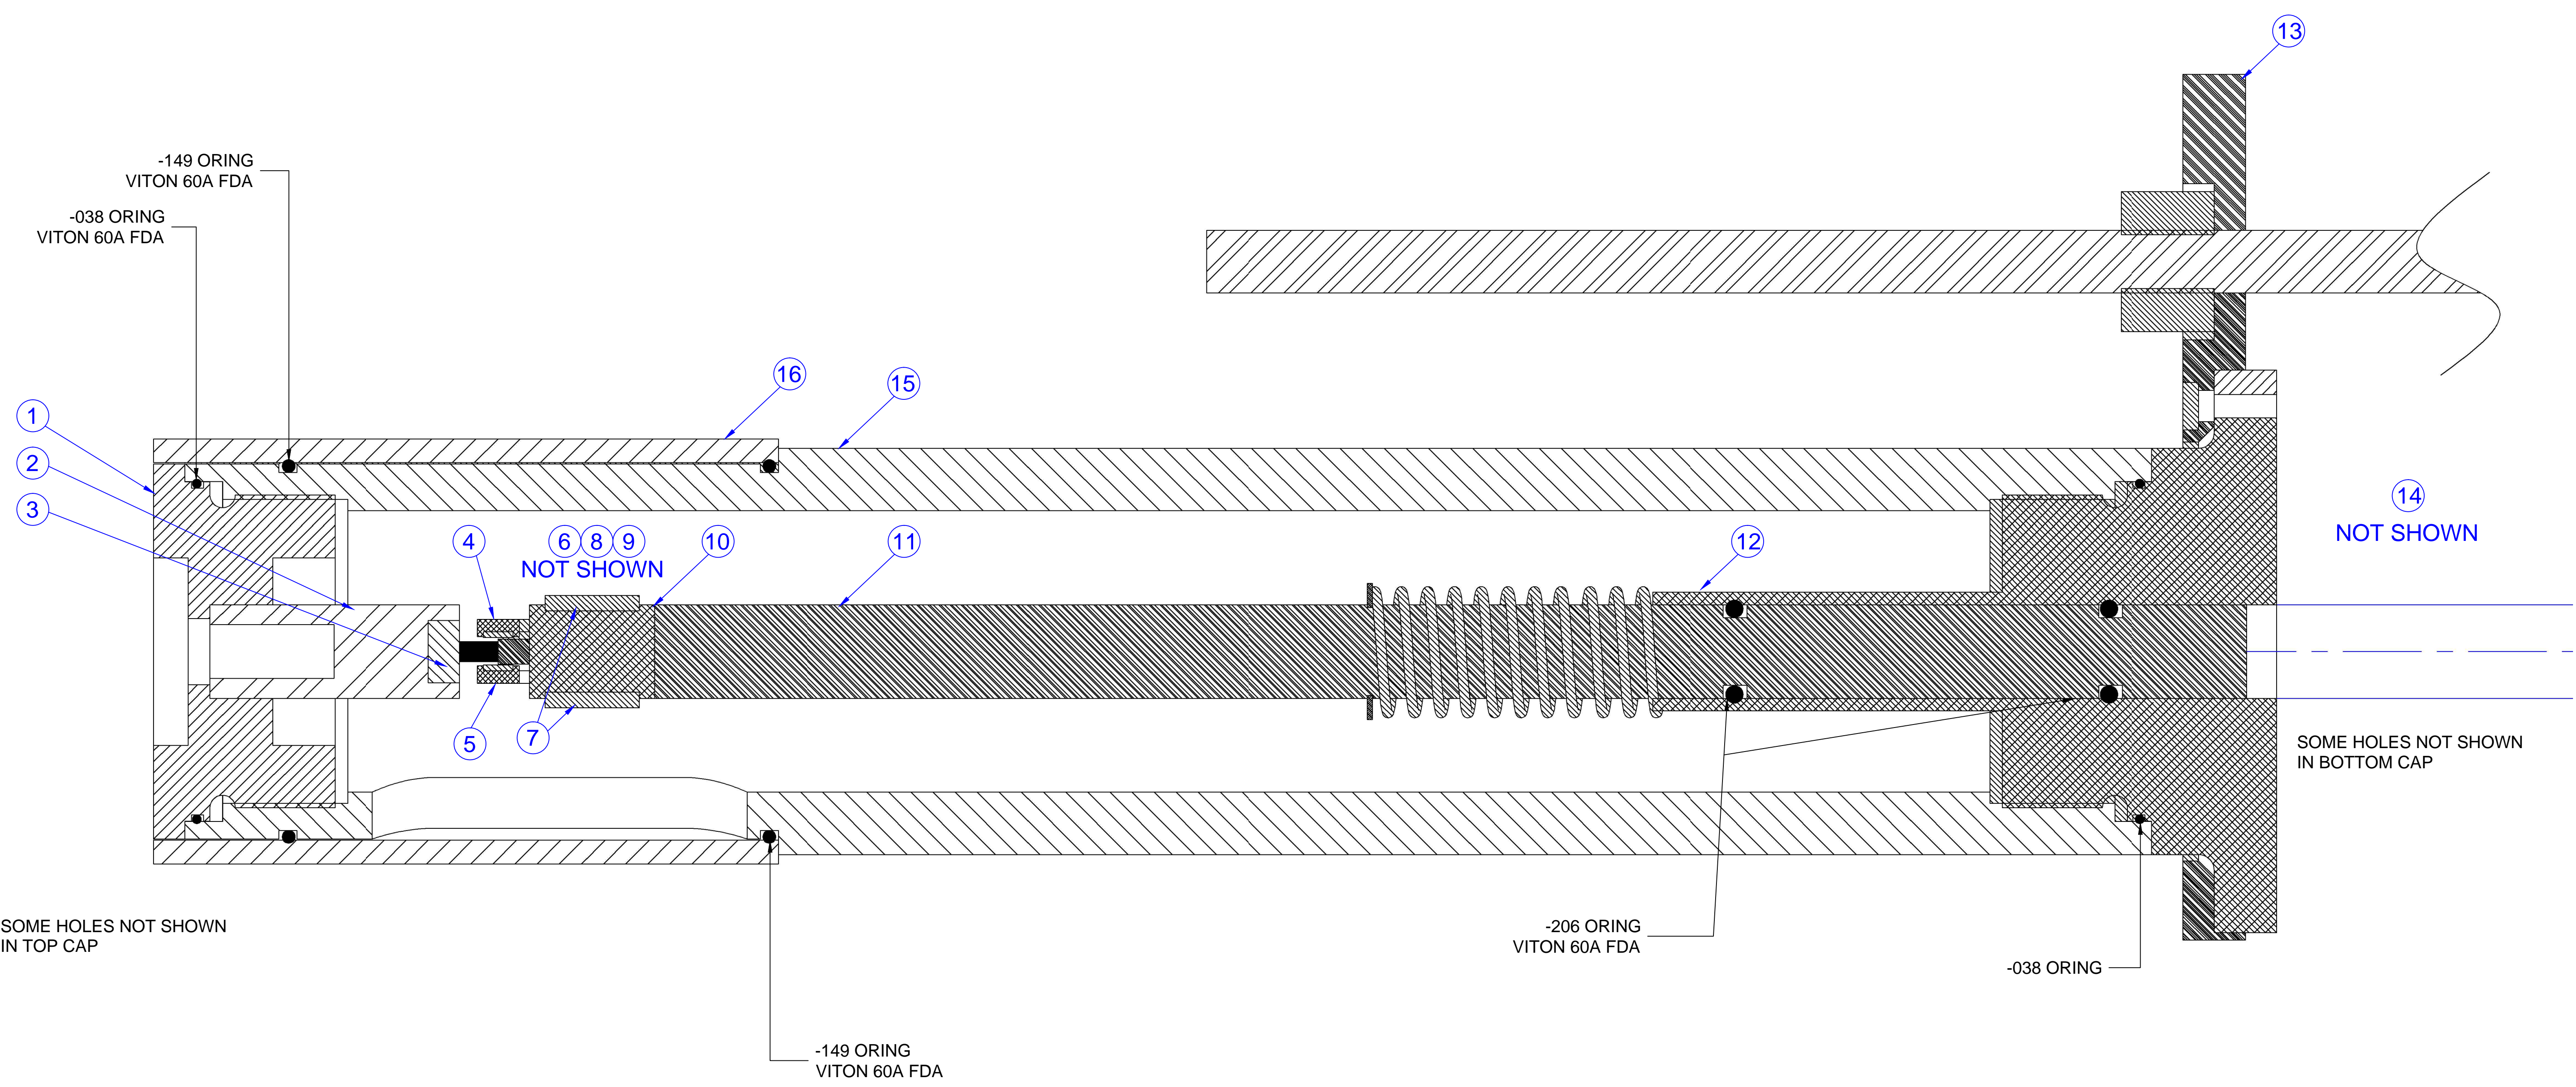 13
-149 ORING
VITON 60A FDA
-038 ORING
VITON 60A FDA
16
15
1
2
3
14
NOT SHOWN
4
6 8 9
NOT SHOWN
10
11
12
5
7
SOME HOLES NOT SHOWN
IN BOTTOM CAP
SOME HOLES NOT SHOWN
IN TOP CAP
-206 ORING
VITON 60A FDA
-038 ORING
-149 ORING
VITON 60A FDA